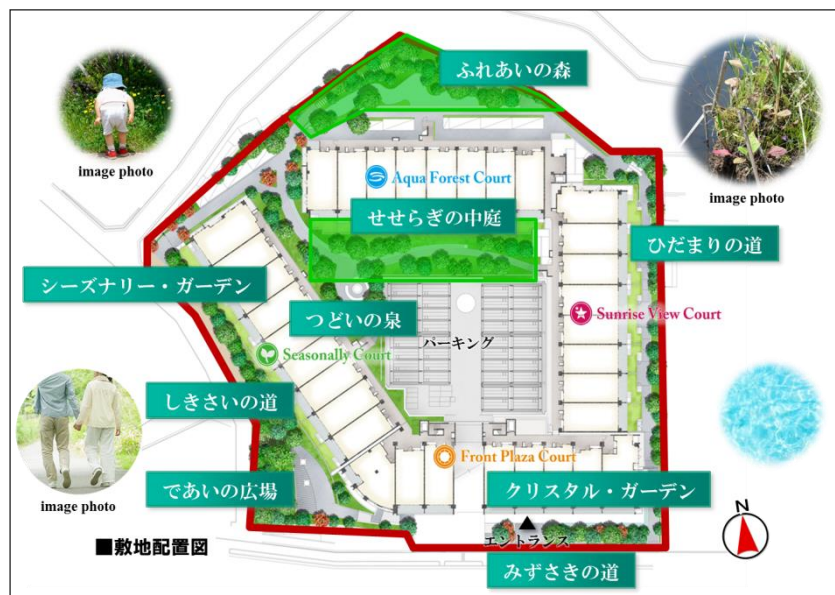 ふれあいの森
image photo
image photo
Aqua Forest Court
せせらぎの中庭
ひだまりの道
シーズナリー・ガーデン
つどいの泉
Sunrise View Court
パーキング
Seasonally Court
しきさいの道
image photo
Front Plaza Court
であいの広場
クリスタル・ガーデン
N
エントランス
■敷地配置図
みずさきの道